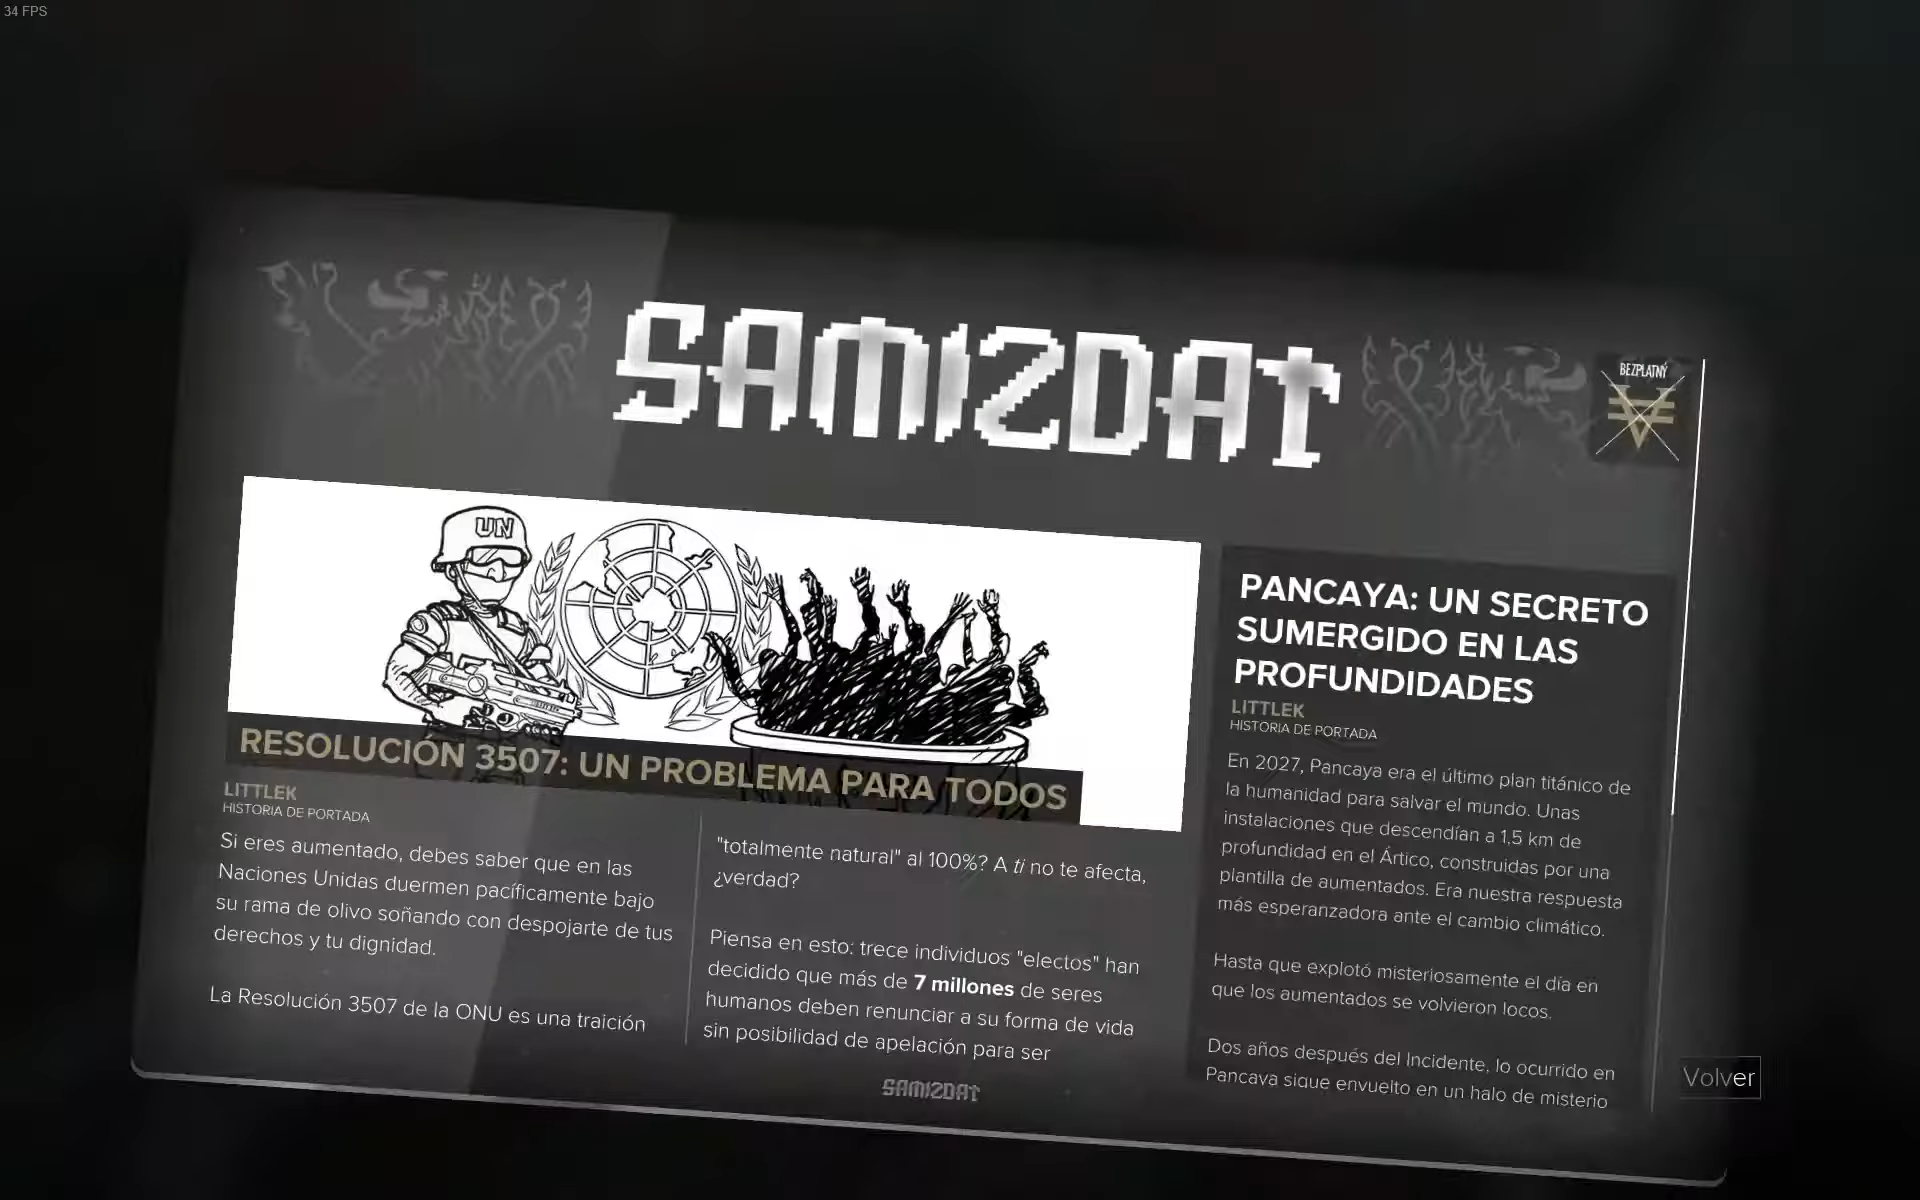 34 FPS
SAMIZDAT
BEZPLATNÝ
UN
RESOLUCIÓN 3507: UN PROBLEMA PARA TODOS
LITTLEK
HISTORIA DE PORTADA
Si eres aumentado, debes saber que en las
Naciones Unidas duermen pacíficamente bajo
su rama de olivo soñando con despojarte de tus
derechos y tu dignidad.
La Resolución 3507 de la ONU es una traición
"totalmente natural" al 100%? A ti no te afecta,
¿verdad?
Piensa en esto: trece individuos "electos" han
decidido que más de 7 millones de seres
humanos deben renunciar a su forma de vida
sin posibilidad de apelación para ser
PANCAYA: UN SECRETO
SUMERGIDO EN LAS
PROFUNDIDADES
LITTLEK
HISTORIA DE PORTADA
En 2027, Pancaya era el último plan titánico de
la humanidad para salvar el mundo. Unas
instalaciones que descendían a 1,5 km de
profundidad en el Ártico, construidas por una
plantilla de aumentados. Era nuestra respuesta
más esperanzadora ante el cambio climático.
Hasta que explotó misteriosamente el día en
que los aumentados se volvieron locos.
Dos años después del Incidente, lo ocurrido en
Pancaya sigue envuelto en un halo de misterio
SAMIZDAT
Volver